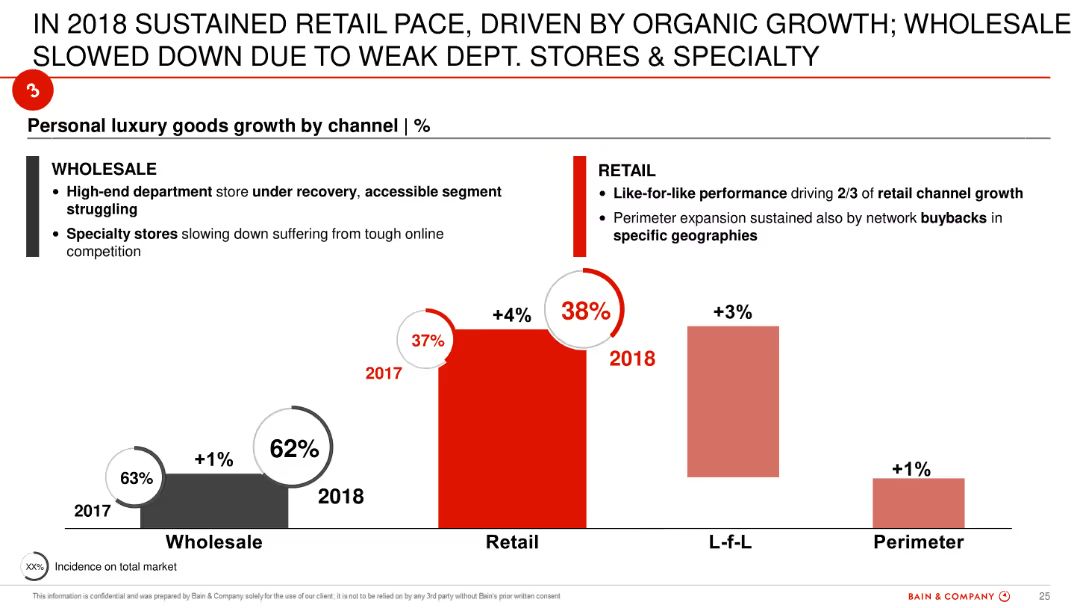 IN 2018 SUSTAINED RETAIL PACE, DRIVEN BY ORGANIC GROWTH; WHOLESALE
SLOWED DOWN DUE TO WEAK DEPT. STORES & SPECIALTY
3
Personal luxury goods growth by channel | %
WHOLESALE
• High-end department store under recovery, accessible segment
struggling
• Specialty stores slowing down suffering from tough online
competition
RETAIL
• Like-for-like performance driving 2/3 of retail channel growth
• Perimeter expansion sustained also by network buybacks in
specific geographies
63%
2017
+1%
62%
2018
37%
2017
+4%
38%
2018
+3%
+1%
Wholesale
Retail
L-f-L
Perimeter
XX%
Incidence on total market
This information is confidential and was prepared by Bain & Company solely for the use of our client; it is not to be relied on by any 3rd party without Bain's prior written consent
BAIN & COMPANY
25